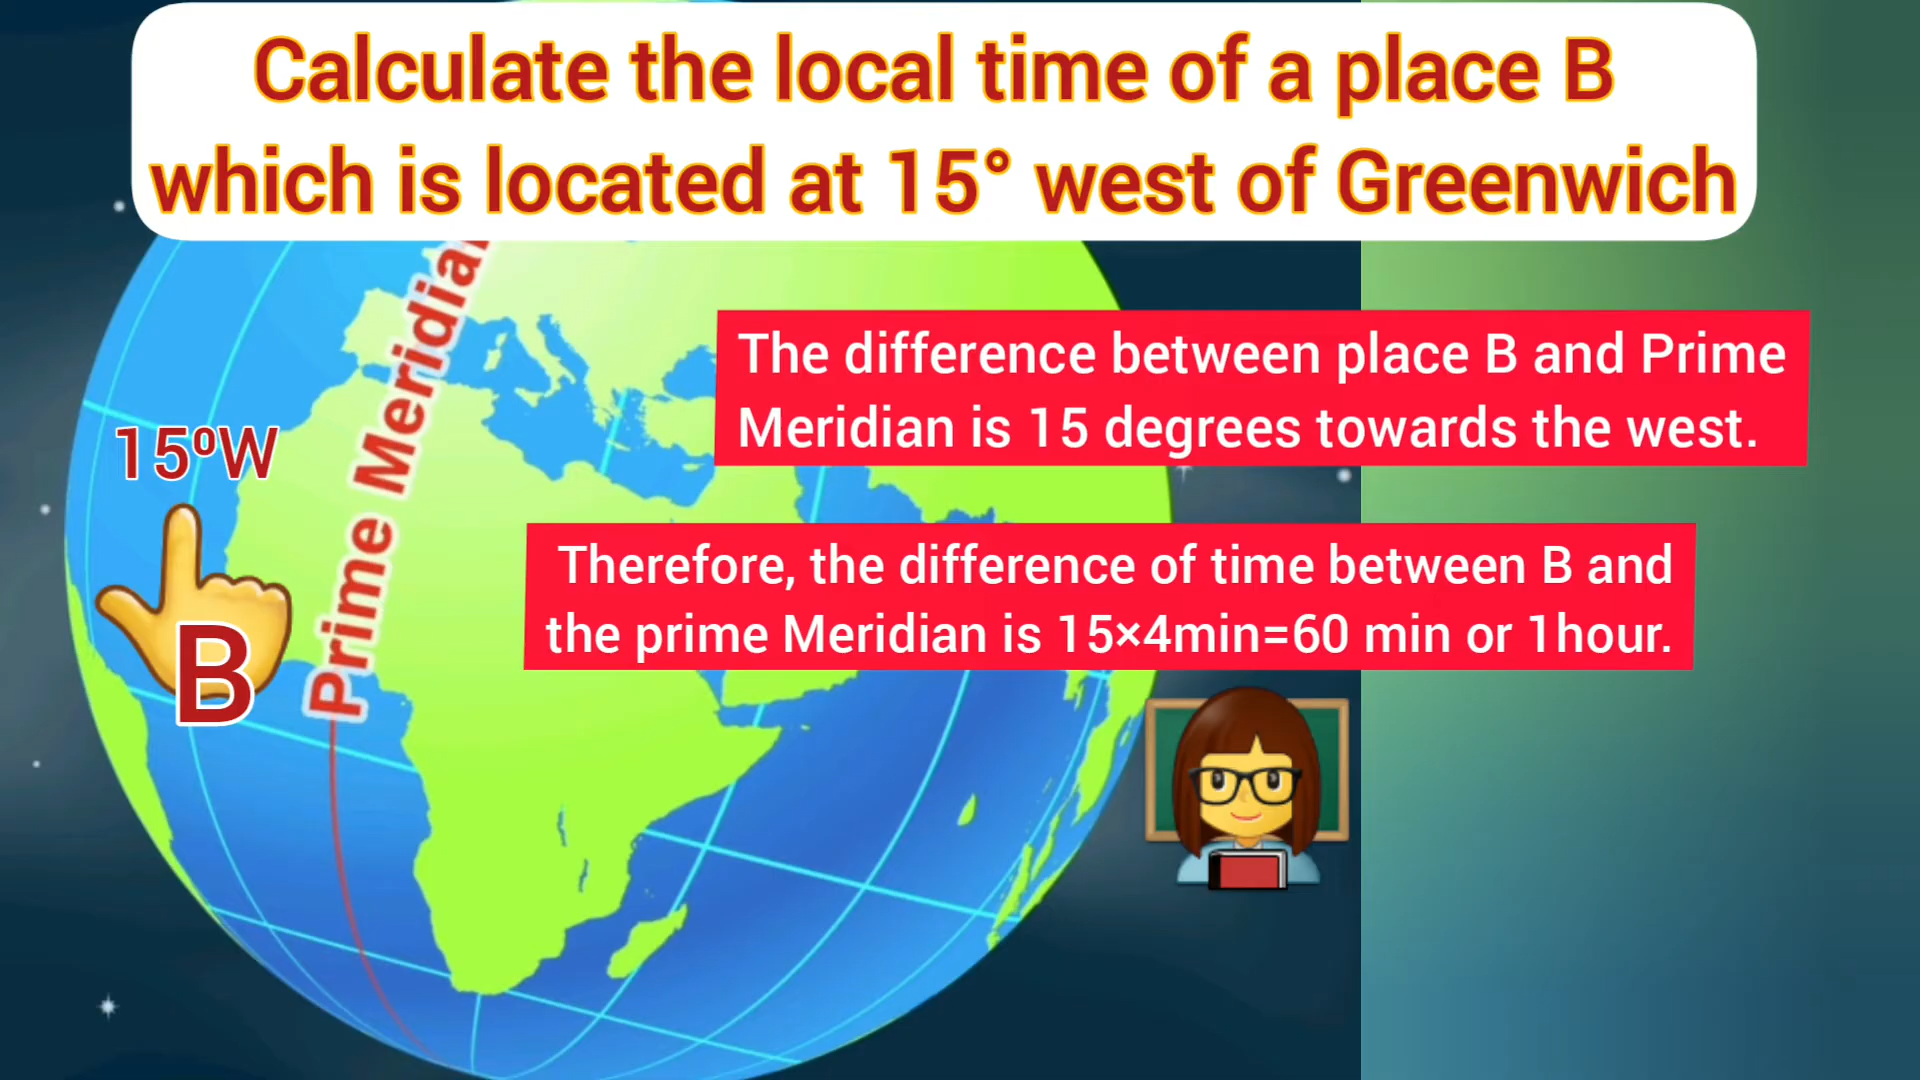 Calculate the local time of a place B
which is located at 15° west of Greenwich
Prime Meridian
The difference between place B and Prime
Meridian is 15 degrees towards the west.
15⁰W
Therefore, the difference of time between B and
the prime Meridian is 15×4min=60 min or 1hour.
B